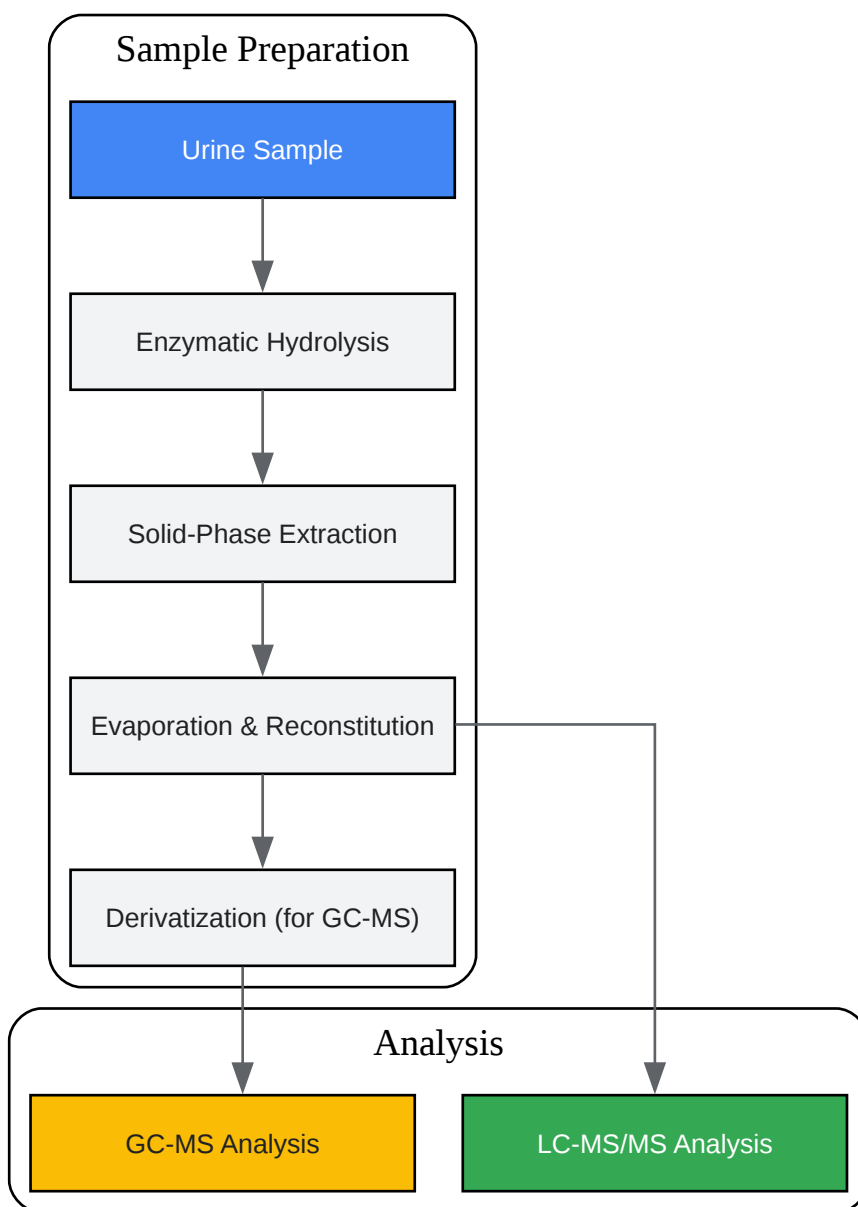 Sample Preparation
Urine Sample
Enzymatic Hydrolysis
Solid-Phase Extraction
Evaporation & Reconstitution
Derivatization (for GC-MS)
Analysis
GC-MS Analysis
LC-MS/MS Analysis